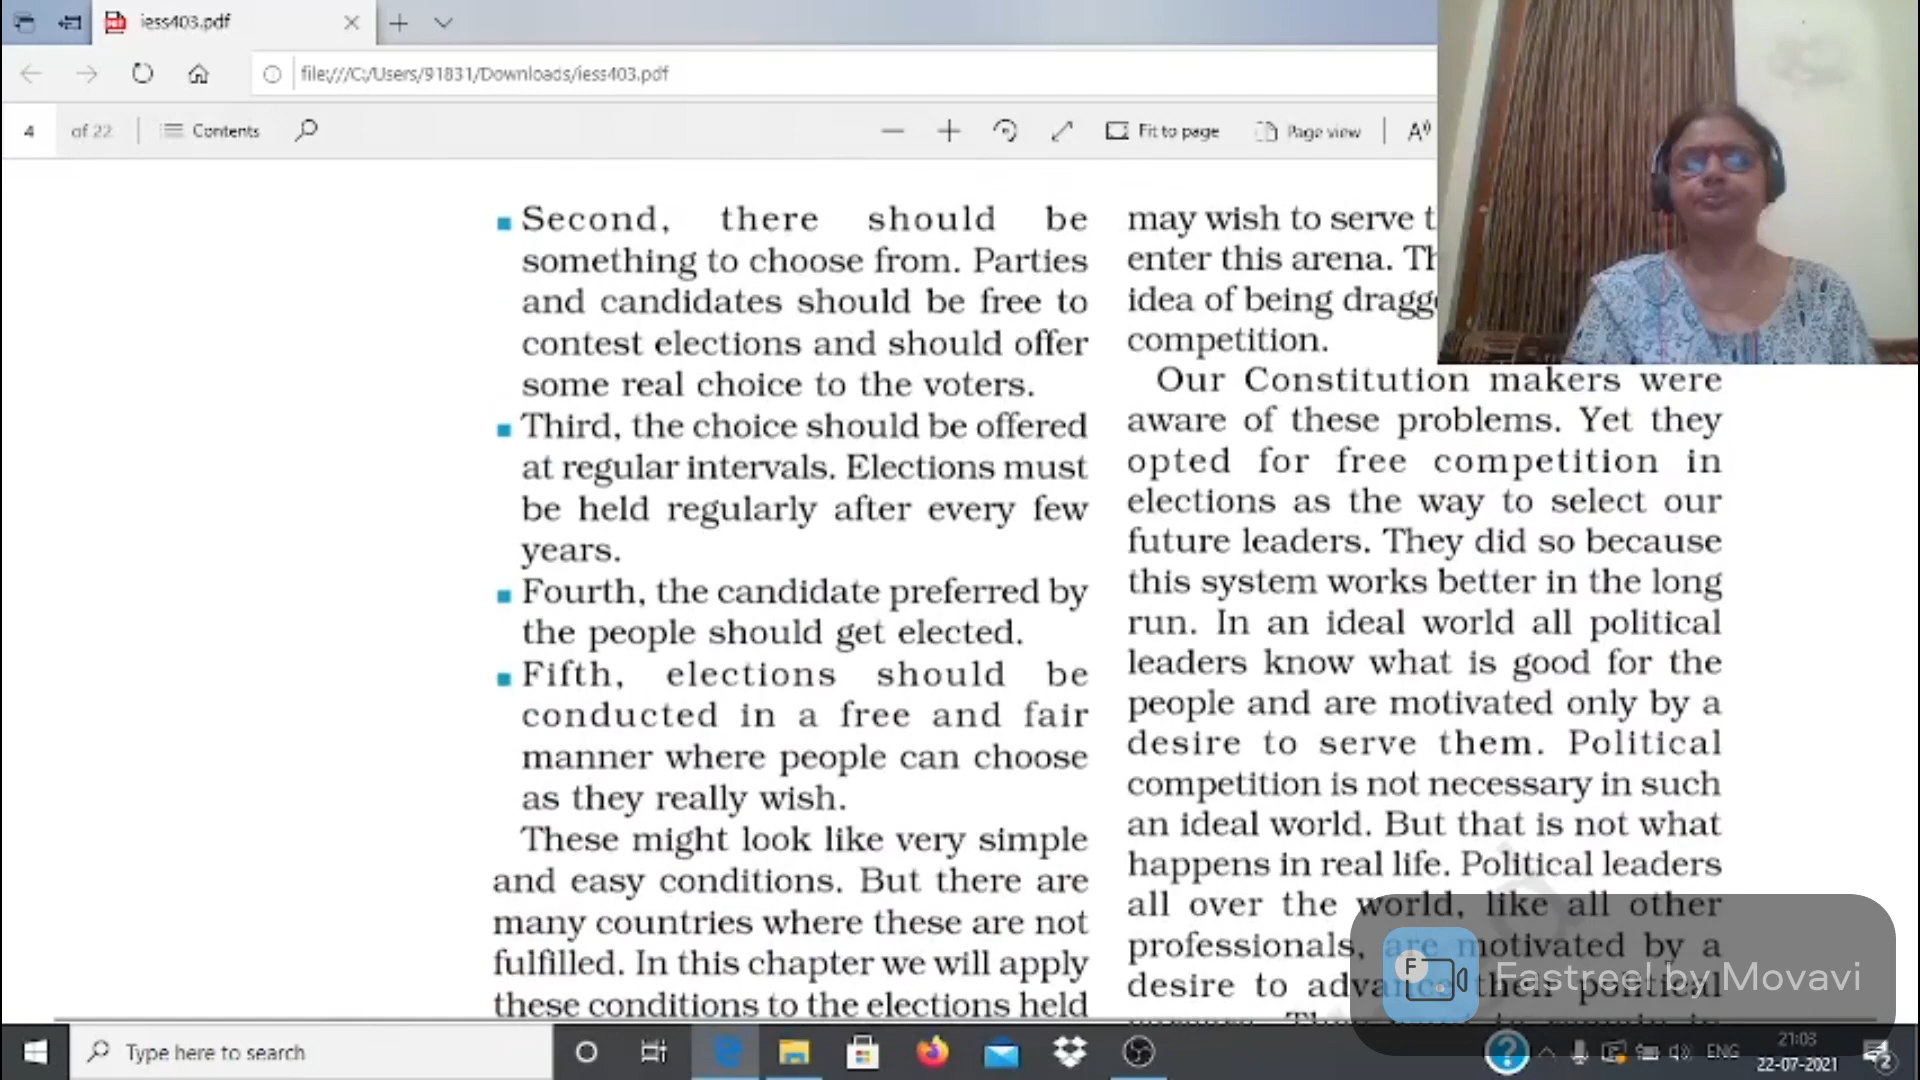 iess403.pdf
file:///C:/Users/91831/Downloads/iess403.pdf
4 of 22 Contents Fit to page Page view A
Second, there should be
something to choose from. Parties
and candidates should be free to
contest elections and should offer
some real choice to the voters.
Third, the choice should be offered
at regular intervals. Elections must
be held regularly after every few
years.
Fourth, the candidate preferred by
the people should get elected.
Fifth, elections should be
conducted in a free and fair
manner where people can choose
as they really wish.
These might look like very simple
and easy conditions. But there are
many countries where these are not
fulfilled. In this chapter we will apply
these conditions to the elections held
may wish to serve t
enter this arena. Th
idea of being dragg
competition.
Our Constitution makers were
aware of these problems. Yet they
opted for free competition in
elections as the way to select our
future leaders. They did so because
this system works better in the long
run. In an ideal world all political
leaders know what is good for the
people and are motivated only by a
desire to serve them. Political
competition is not necessary in such
an ideal world. But that is not what
happens in real life. Political leaders
all over the world, like all other
professionals, are motivated by a
desire to advance their political
F Fastreel by Movavi
Type here to search
ENG
21:03
22-07-2021
2